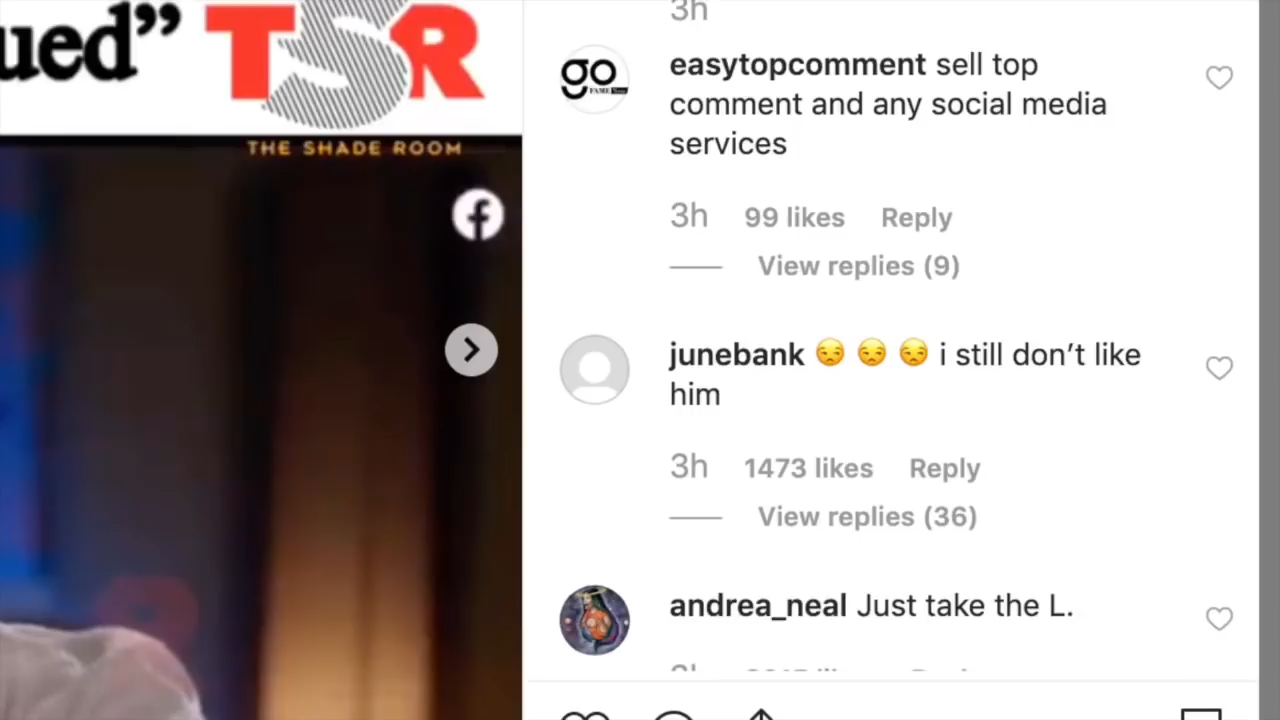 ued”
TSR
THE SHADE ROOM
3h
easytopcomment sell top
comment and any social media
services
3h 99 likes Reply
View replies (9)
junebank 😒 😒 😒 i still don’t like
him
3h 1473 likes Reply
View replies (36)
andrea_neal Just take the L.
go
FAME